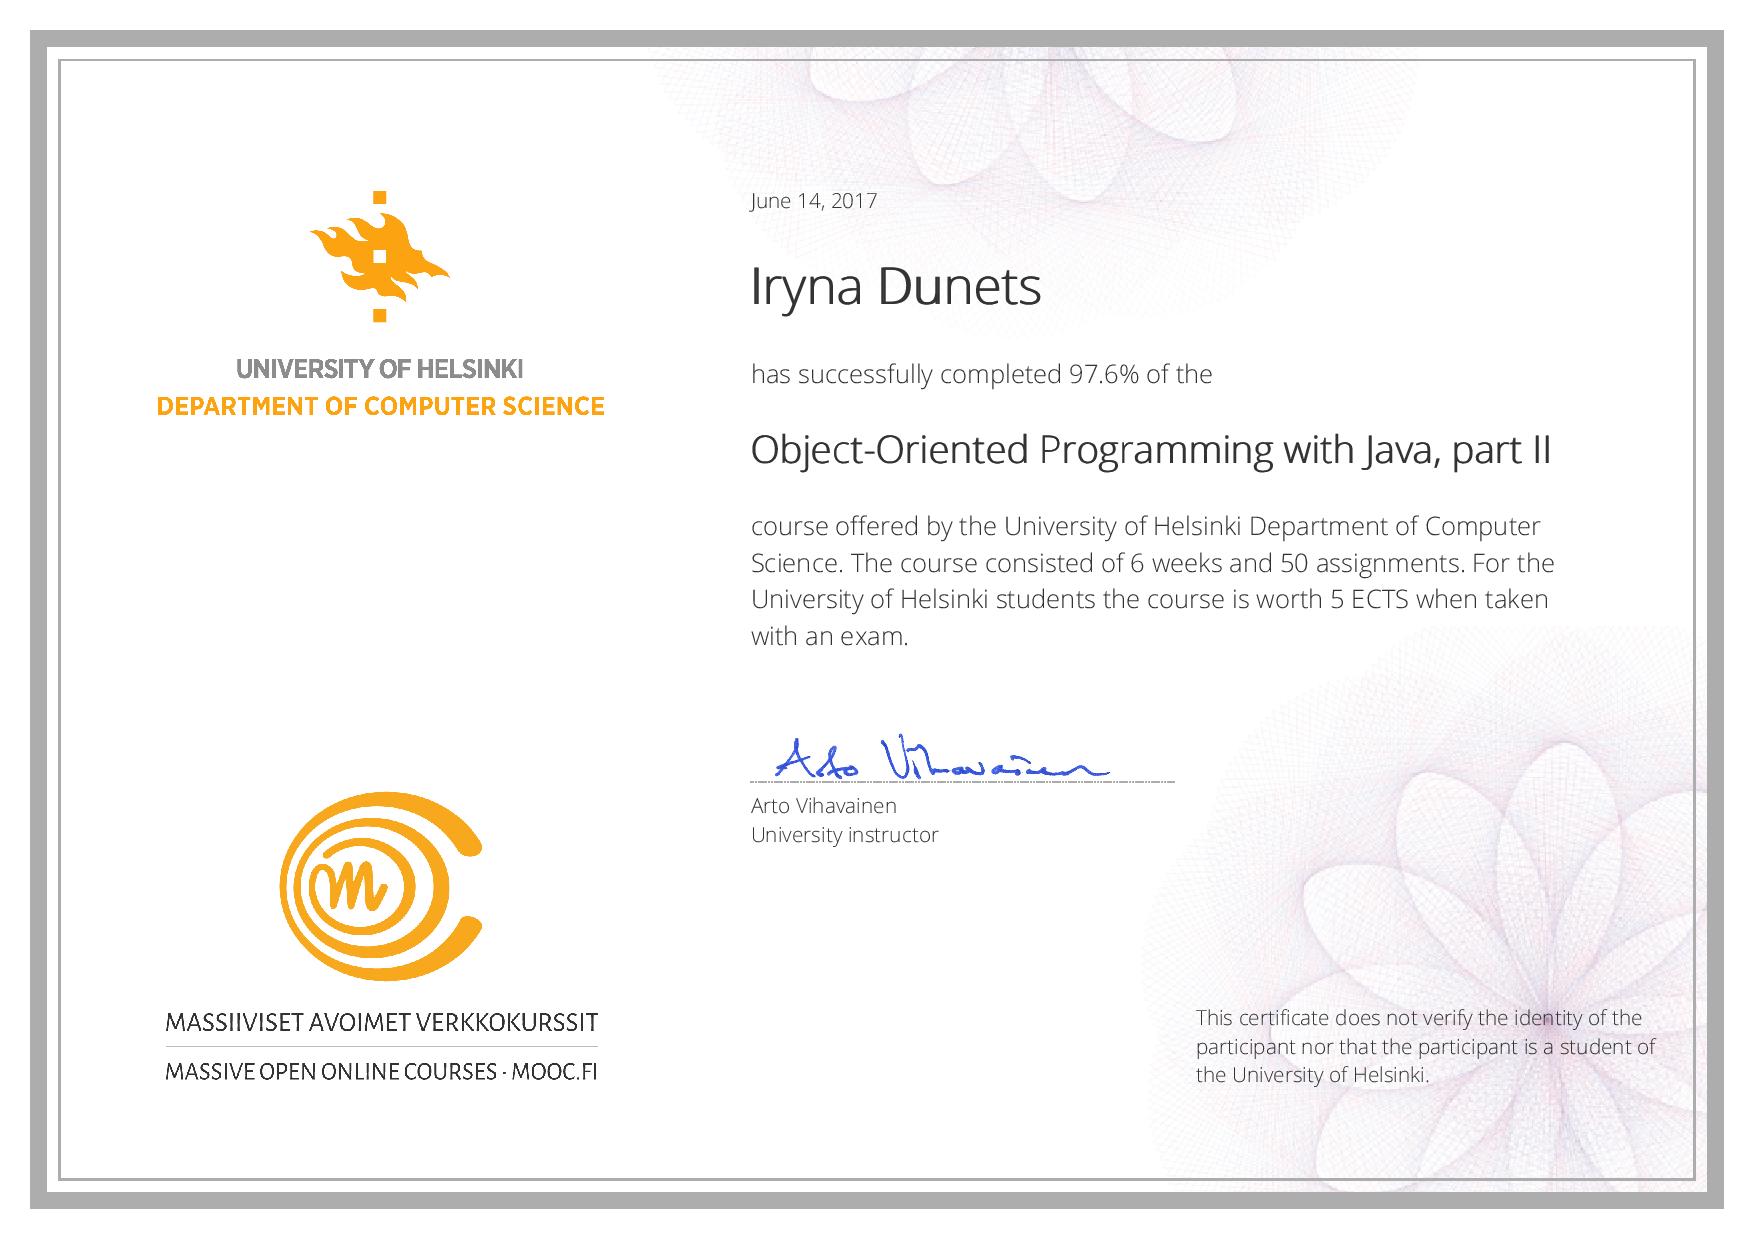 UNIVERSITY OF HELSINKI
DEPARTMENT OF COMPUTER SCIENCE
June 14, 2017
Iryna Dunets
has successfully completed 97.6% of the
Object-Oriented Programming with Java, part II
course offered by the University of Helsinki Department of Computer
Science. The course consisted of 6 weeks and 50 assignments. For the
University of Helsinki students the course is worth 5 ECTS when taken
with an exam.
Arto Vihavainen
Arto Vihavainen
University instructor
m
MASSIIVISET AVOIMET VERKKOKURSSIT
MASSIVE OPEN ONLINE COURSES · MOOC.FI
This certificate does not verify the identity of the
participant nor that the participant is a student of
the University of Helsinki.